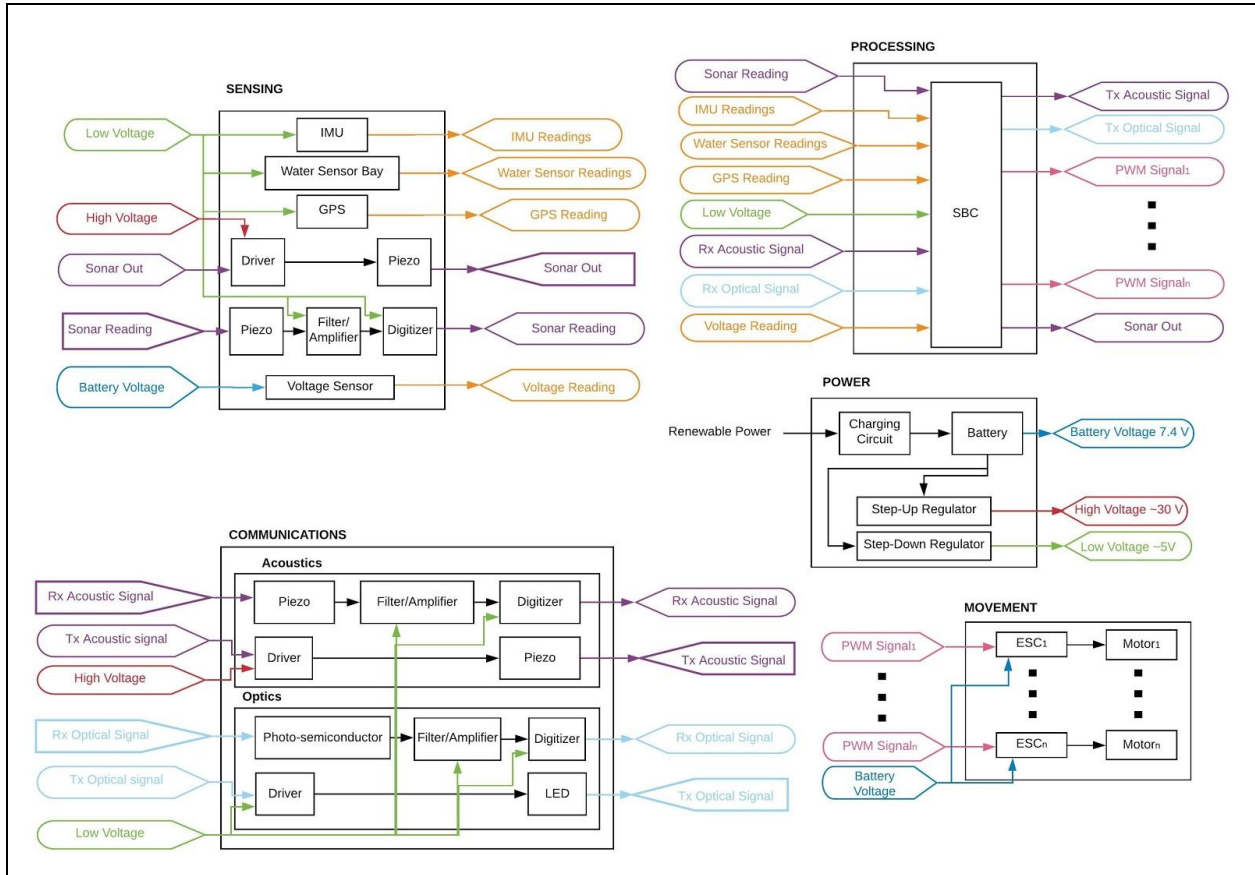 SENSING
Low Voltage
IMU
IMU Readings
Water Sensor Bay
Water Sensor Readings
GPS
GPS Reading
High Voltage
Sonar Out
Driver
Piezo
Sonar Out
Sonar Reading
Piezo
Filter/
Amplifier
Digitizer
Sonar Reading
Battery Voltage
Voltage Sensor
Voltage Reading
PROCESSING
Sonar Reading
IMU Readings
Water Sensor Readings
GPS Reading
Low Voltage
Rx Acoustic Signal
Rx Optical Signal
Voltage Reading
SBC
Tx Acoustic Signal
Tx Optical Signal
PWM Signal1
PWM Signaln
Sonar Out
POWER
Renewable Power
Charging
Circuit
Battery
Battery Voltage 7.4 V
Step-Up Regulator
High Voltage ~30 V
Step-Down Regulator
Low Voltage ~5V
COMMUNICATIONS
Acoustics
Rx Acoustic Signal
Piezo
Filter/Amplifier
Digitizer
Rx Acoustic Signal
Tx Acoustic signal
High Voltage
Driver
Piezo
Tx Acoustic Signal
Optics
Rx Optical Signal
Photo-semiconductor
Filter/Amplifier
Digitizer
Rx Optical Signal
Tx Optical signal
Driver
LED
Tx Optical Signal
Low Voltage
MOVEMENT
PWM Signal1
ESC1
Motor1
PWM Signaln
ESCn
Motorn
Battery
Voltage